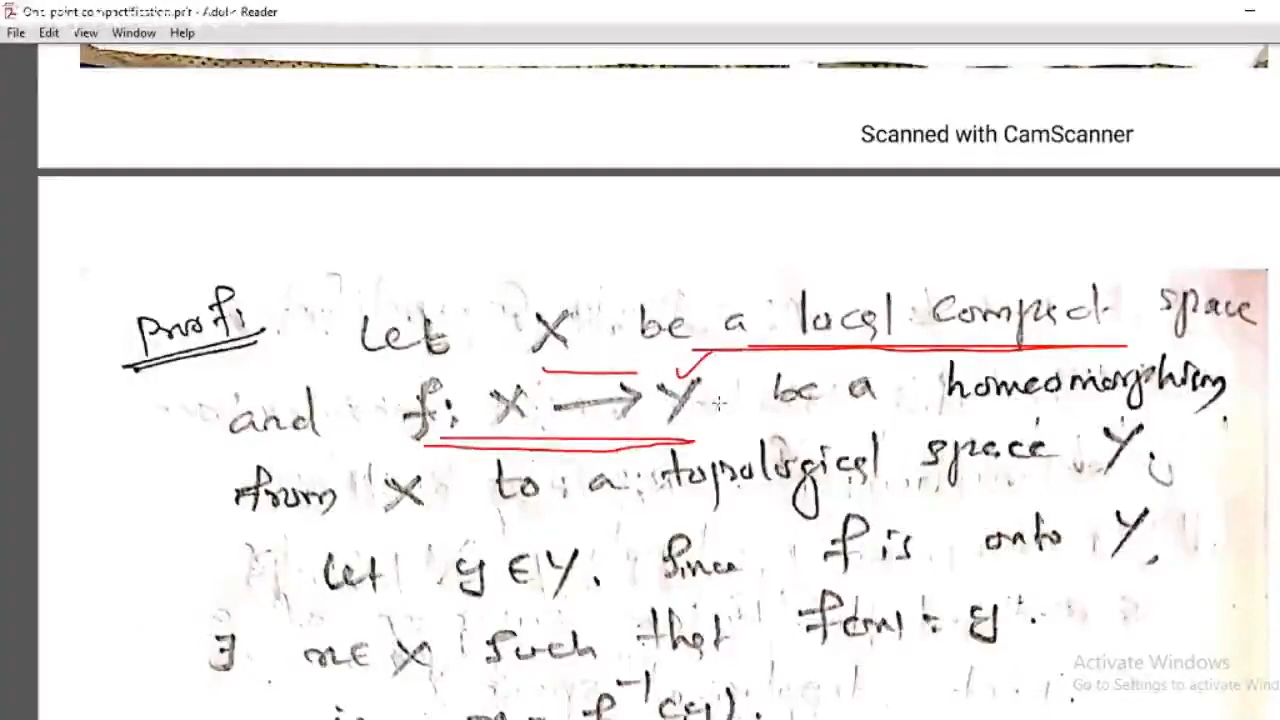 One-point compactification.pdf - Adobe Reader
File Edit View Window Help
Scanned with CamScanner
Proof: Let X be a local compact space
and f: X → Y be a homeomorphism
from X to a topological space Y.
Let y ∈ Y. Since f is onto Y,
∃ x ∈ X such that f(x) = y.
i.e. x = f⁻¹(y).
Activate Windows
Go to Settings to activate Wind